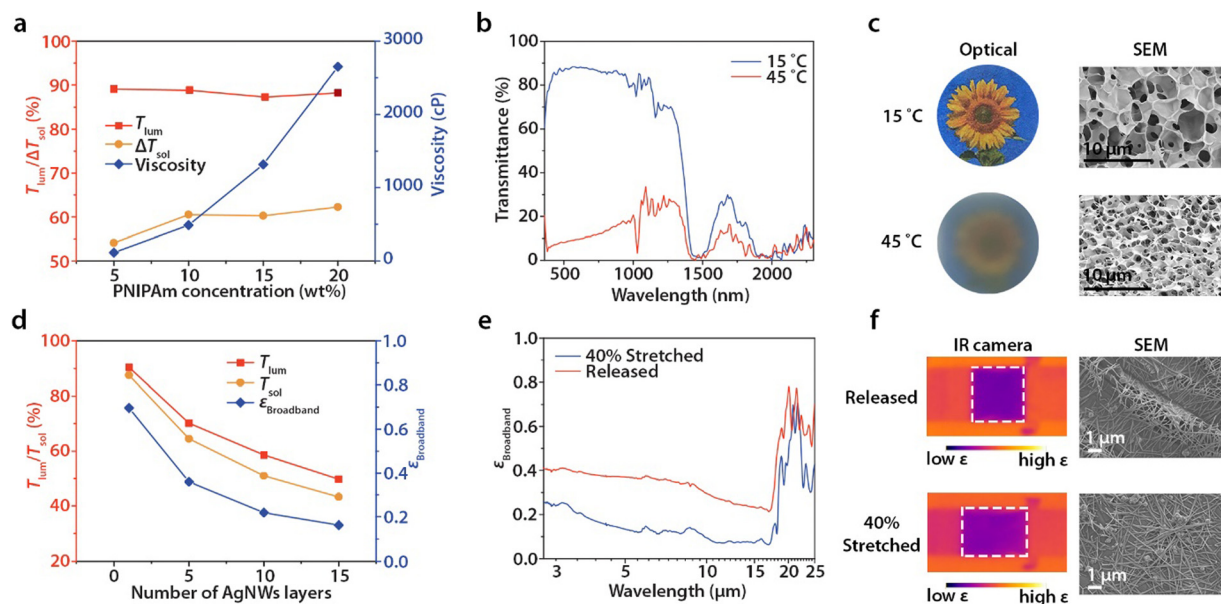 a
T_lum/ΔT_sol (%)
100
90
80
70
60
50
T_lum
ΔT_sol
Viscosity
3000
2000
1000
0
Viscosity (cP)
5 10 15 20
PNIPAm concentration (wt%)
b
Transmittance (%)
100
80
60
40
20
0
15 °C
45 °C
500 1000 1500 2000
Wavelength (nm)
c
Optical SEM
15 °C
10 μm
45 °C
10 μm
d
T_lum/T_sol (%)
100
80
60
40
20
T_lum
T_sol
ε_Broadband
1.0
0.8
0.6
0.4
0.2
0.0
ε_Broadband
0 5 10 15
Number of AgNWs layers
e
ε_Broadband
1.0
0.8
0.6
0.4
0.2
0.0
40% Stretched
Released
3 5 10 15 20 25
Wavelength (μm)
f
IR camera SEM
Released
1 μm
low ε high ε
40%
Stretched
1 μm
low ε high ε